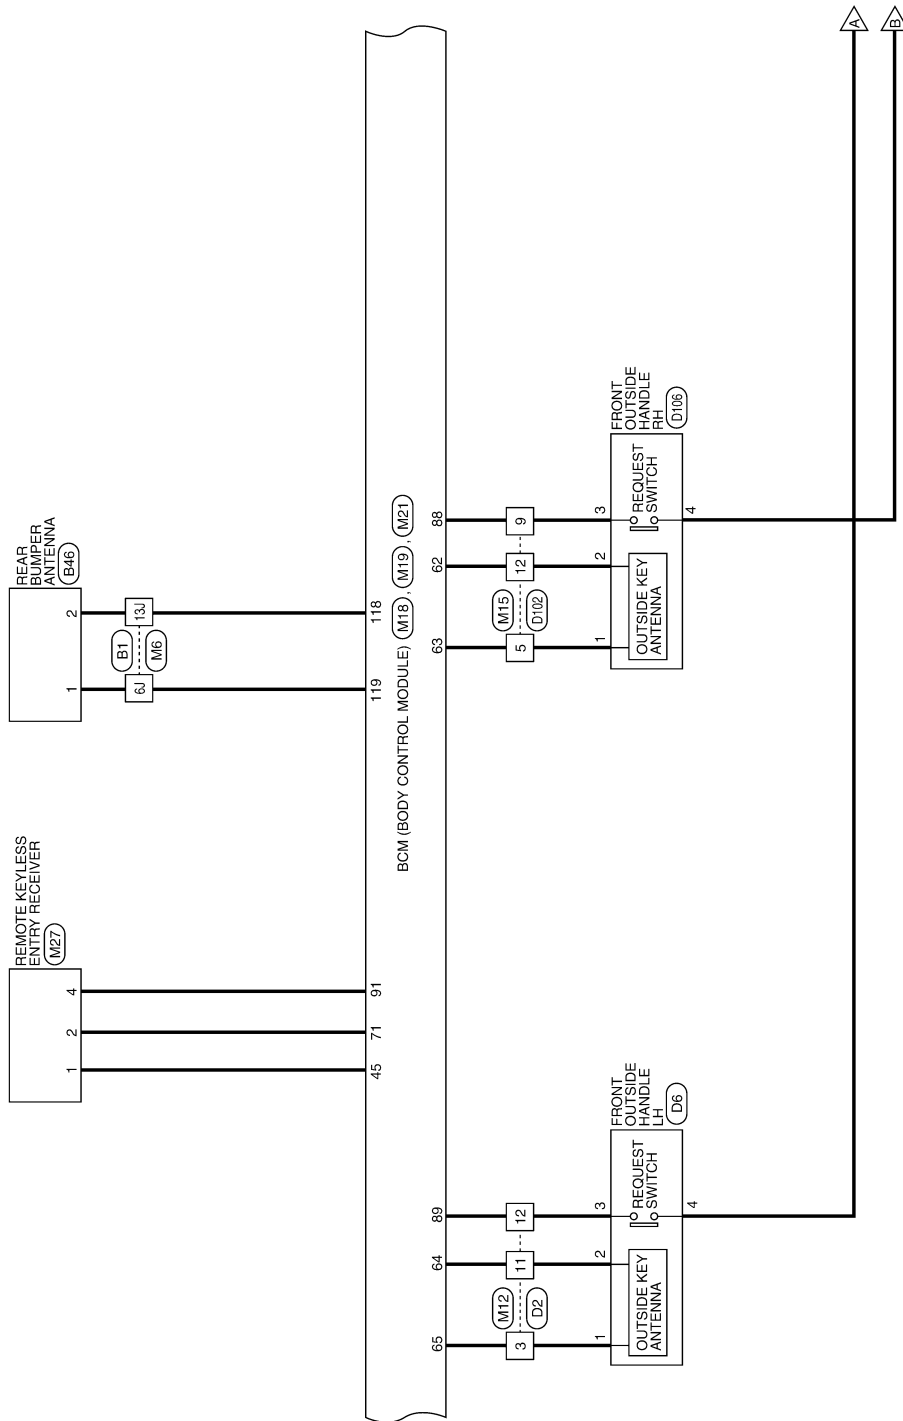 REMOTE KEYLESS
ENTRY RECEIVER
M27
1
2
4
45
71
91
REAR
BUMPER
ANTENNA
B46
1
2
6J
B1
M6
13J
119
118
BCM (BODY CONTROL MODULE) M18 , M19 , M21
65
64
89
3
M12
D2
11
12
1
2
3
OUTSIDE KEY
ANTENNA
REQUEST
SWITCH
FRONT
OUTSIDE
HANDLE
LH
D6
4
63
62
88
5
M15
D102
12
9
1
2
3
OUTSIDE KEY
ANTENNA
REQUEST
SWITCH
FRONT
OUTSIDE
HANDLE
RH
D106
4
A
B